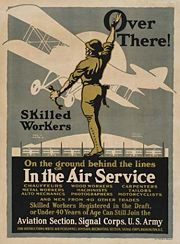 Over
There!
Skilled
Workers
On the ground behind the lines
In the Air Service
CHAUFFEURS WOOD WORKERS CARPENTERS
METAL WORKERS MACHINISTS TAILORS
AUTO MECHANICS PHOTOGRAPHERS MOTORCYCLISTS
AND MEN FROM 40 OTHER TRADES
Skilled Workers Registered in the Draft,
or Under 40 Years of Age Can Still Join the
Aviation Section, Signal Corps, U.S. Army